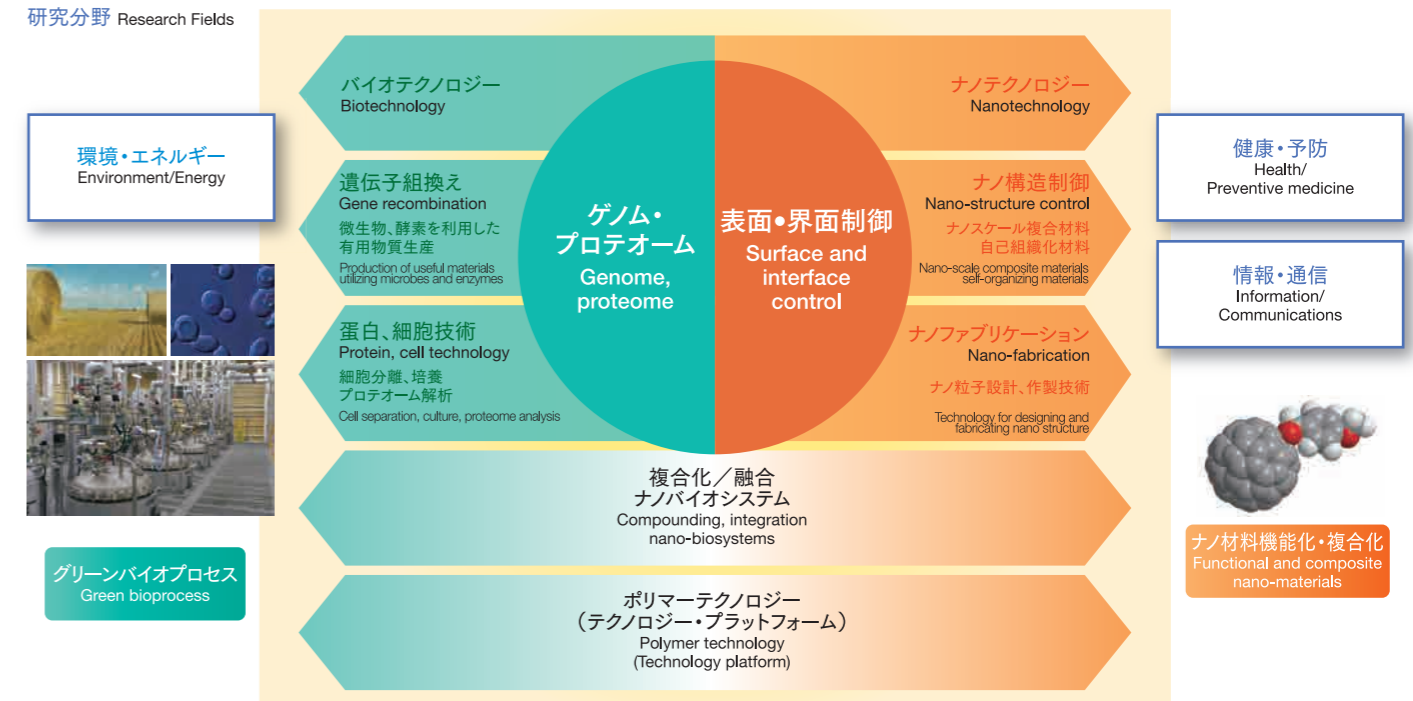 研究分野 Research Fields
バイオテクノロジー
Biotechnology
ナノテクノロジー
Nanotechnology
環境・エネルギー
Environment/Energy
遺伝子組換え
Gene recombination
微生物、酵素を利用した
有用物質生産
Production of useful materials
utilizing microbes and enzymes
蛋白、細胞技術
Protein, cell technology
細胞分離、培養
プロテオーム解析
Cell separation, culture, proteome analysis
ゲノム・
プロテオーム
Genome,
proteome
表面•界面制御
Surface and
interface
control
ナノ構造制御
Nano-structure control
ナノスケール複合材料
自己組織化材料
Nano-scale composite materials
self-organizing materials
ナノファブリケーション
Nano-fabrication
ナノ粒子設計、作製技術
Technology for designing and
fabricating nano structure
健康・予防
Health/
Preventive medicine
情報・通信
Information/
Communications
複合化／融合
ナノバイオシステム
Compounding, integration
nano-biosystems
グリーンバイオプロセス
Green bioprocess
ナノ材料機能化・複合化
Functional and composite
nano-materials
ポリマーテクノロジー
（テクノロジー・プラットフォーム）
Polymer technology
(Technology platform)